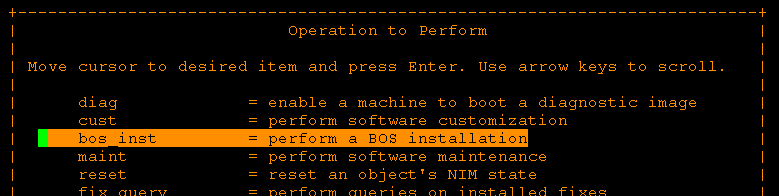 Operation to Perform
Move cursor to desired item and press Enter. Use arrow keys to scroll.
diag = enable a machine to boot a diagnostic image
cust = perform software customization
bos_inst = perform a BOS installation
maint = perform software maintenance
reset = reset an object's NIM state
fix_query = perform queries on installed fixes